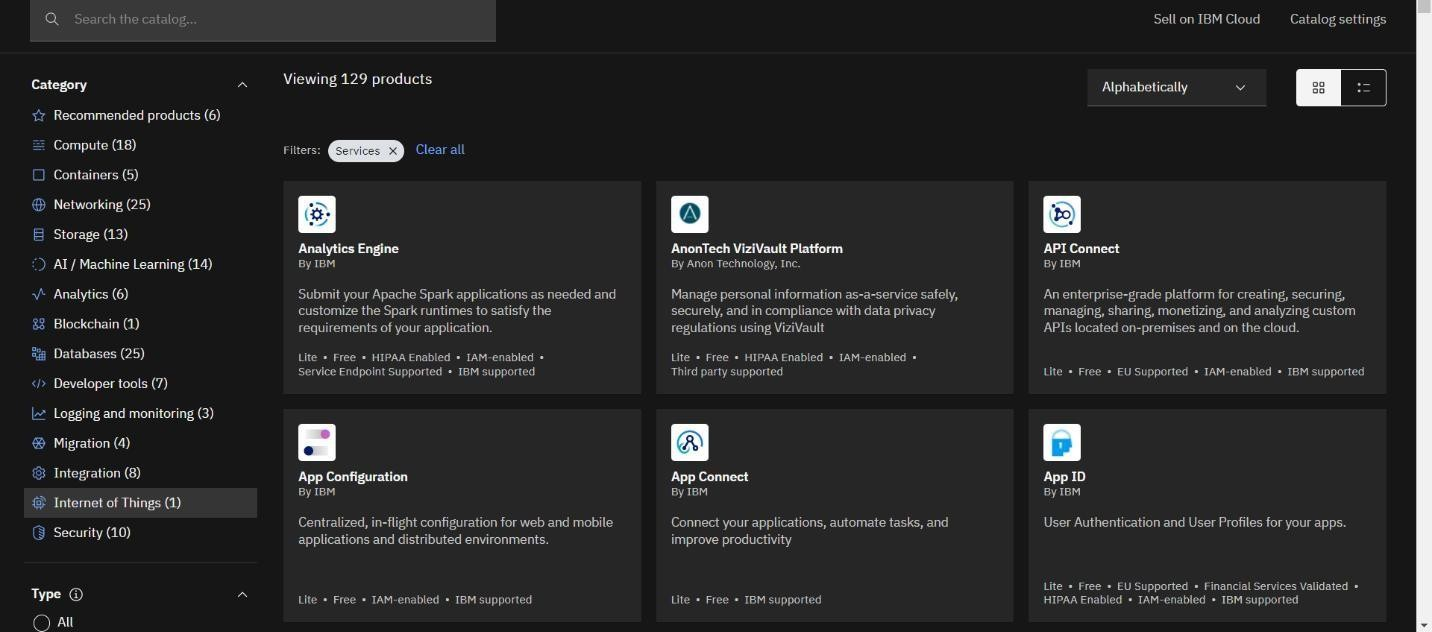 Search the catalog...
Sell on IBM Cloud
Catalog settings
Category
Recommended products (6)
Compute (18)
Containers (5)
Networking (25)
Storage (13)
AI / Machine Learning (14)
Analytics (6)
Blockchain (1)
Databases (25)
Developer tools (7)
Logging and monitoring (3)
Migration (4)
Integration (8)
Internet of Things (1)
Security (10)
Type
All
Viewing 129 products
Alphabetically
Filters: Services Clear all
Analytics Engine
By IBM
Submit your Apache Spark applications as needed and
customize the Spark runtimes to satisfy the
requirements of your application.
Lite • Free • HIPAA Enabled • IAM-enabled •
Service Endpoint Supported • IBM supported
AnonTech ViziVault Platform
By Anon Technology, Inc.
Manage personal information as-a-service safely,
securely, and in compliance with data privacy
regulations using ViziVault
Lite • Free • HIPAA Enabled • IAM-enabled •
Third party supported
API Connect
By IBM
An enterprise-grade platform for creating, securing,
managing, sharing, monetizing, and analyzing custom
APIs located on-premises and on the cloud.
Lite • Free • EU Supported • IAM-enabled • IBM supported
App Configuration
By IBM
Centralized, in-flight configuration for web and mobile
applications and distributed environments.
Lite • Free • IAM-enabled • IBM supported
App Connect
By IBM
Connect your applications, automate tasks, and
improve productivity
Lite • Free • IBM supported
App ID
By IBM
User Authentication and User Profiles for your apps.
Lite • Free • EU Supported • Financial Services Validated •
HIPAA Enabled • IAM-enabled • IBM supported